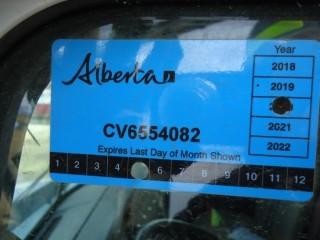 Alberta
Year
2018
2019
2021
2022
CV6554082
Expires Last Day of Month Shown
1 2 3 4 6 7 8 9 10 11 12